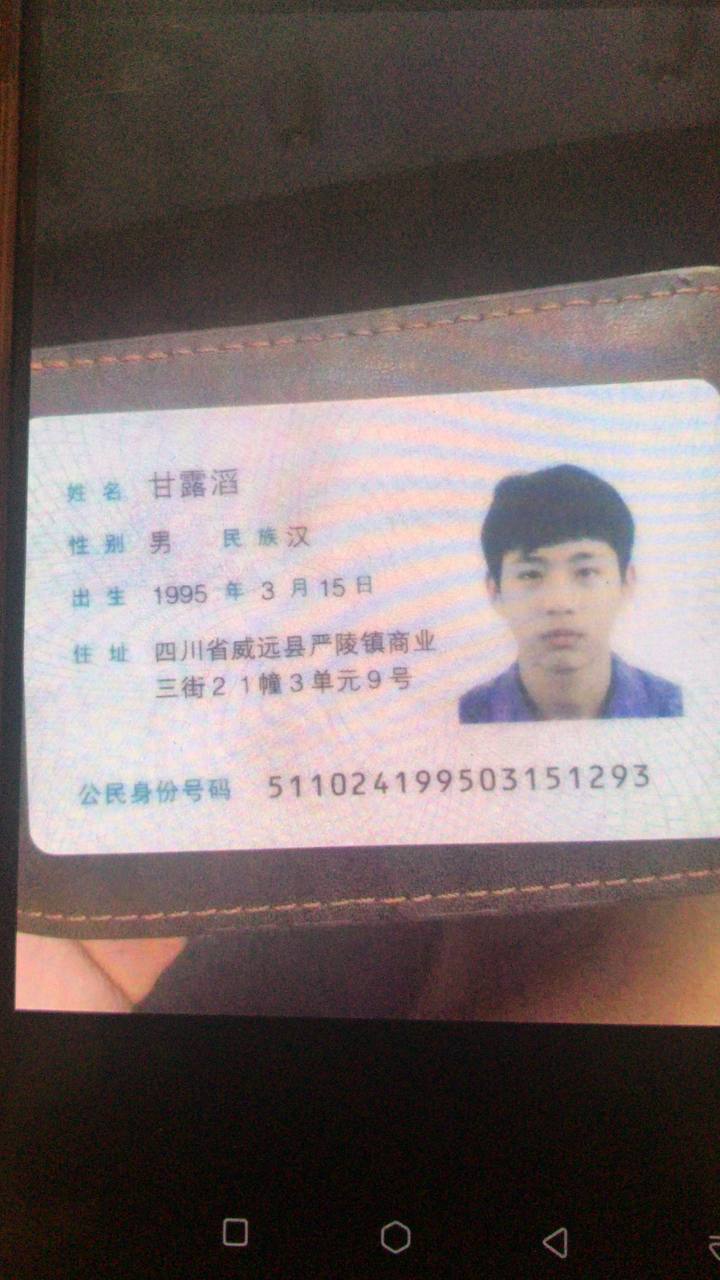 姓名 甘露滔
性别 男 民族 汉
出生 1995 年 3 月 15 日
住址 四川省威远县严陵镇商业
三街21幢3单元9号
公民身份号码 511024199503151293